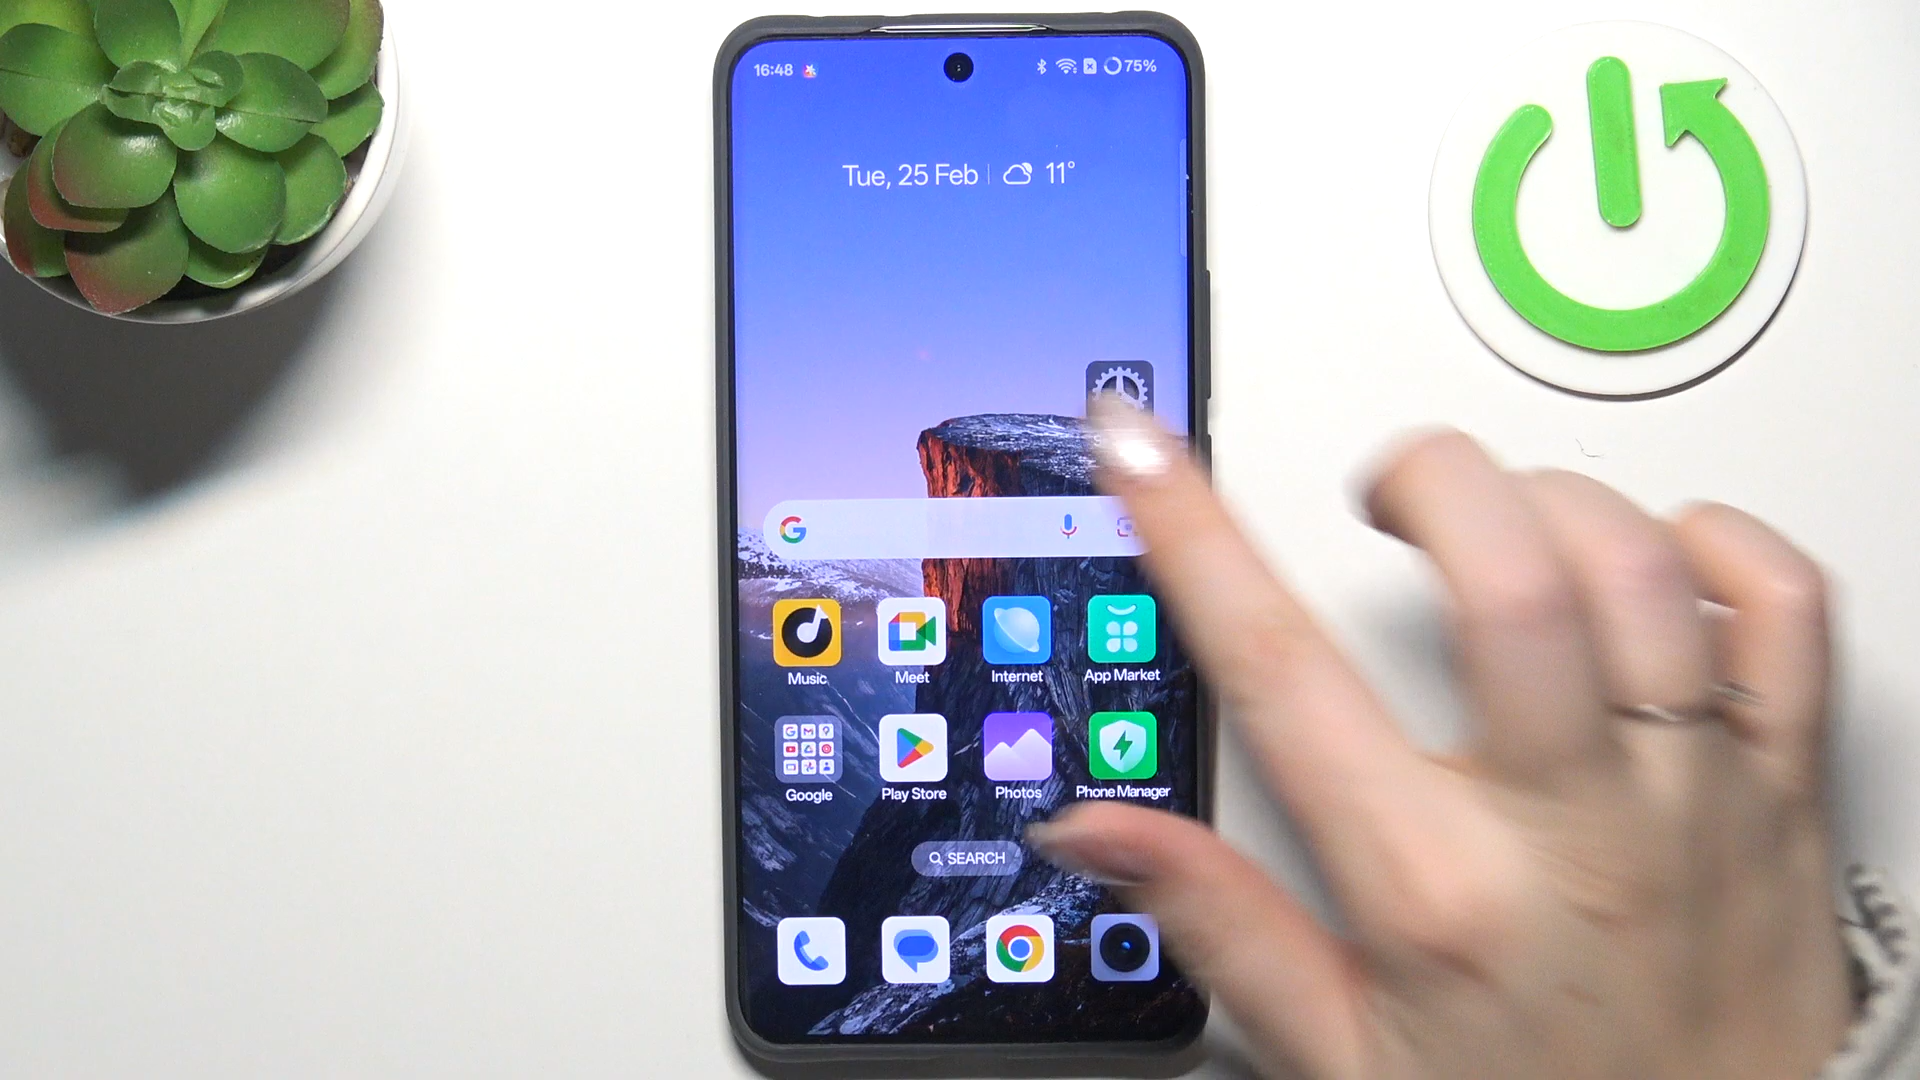 16:48
75%
Tue, 25 Feb
11°
Music
Meet
Internet
App Market
Google
Play Store
Photos
Phone Manager
SEARCH